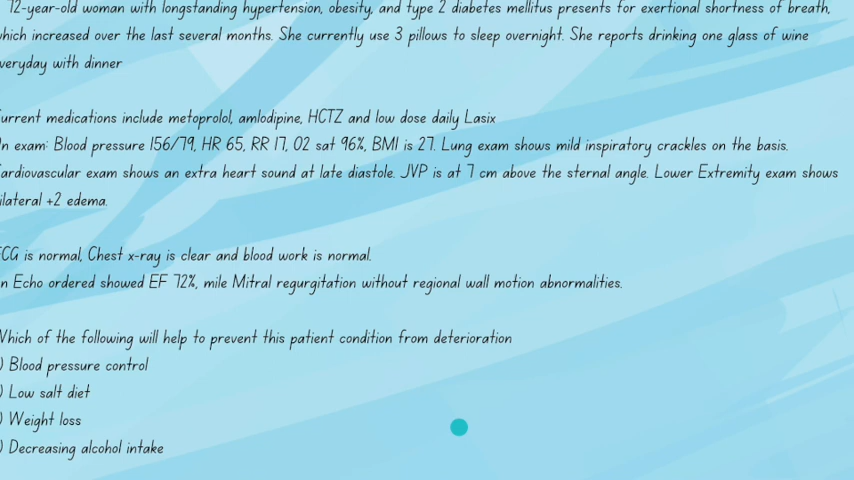 72-year-old woman with longstanding hypertension, obesity, and type 2 diabetes mellitus presents for exertional shortness of breath,
which increased over the last several months. She currently use 3 pillows to sleep overnight. She reports drinking one glass of wine
everyday with dinner
Current medications include metoprolol, amlodipine, HCTZ and low dose daily Lasix
On exam: Blood pressure 156/79, HR 65, RR 17, O2 sat 96%, BMI is 27. Lung exam shows mild inspiratory crackles on the basis.
Cardiovascular exam shows an extra heart sound at late diastole. JVP is at 7 cm above the sternal angle. Lower Extremity exam shows
bilateral +2 edema.
ECG is normal, Chest x-ray is clear and blood work is normal.
An Echo ordered showed EF 72%, mile Mitral regurgitation without regional wall motion abnormalities.
Which of the following will help to prevent this patient condition from deterioration
) Blood pressure control
) Low salt diet
) Weight loss
) Decreasing alcohol intake